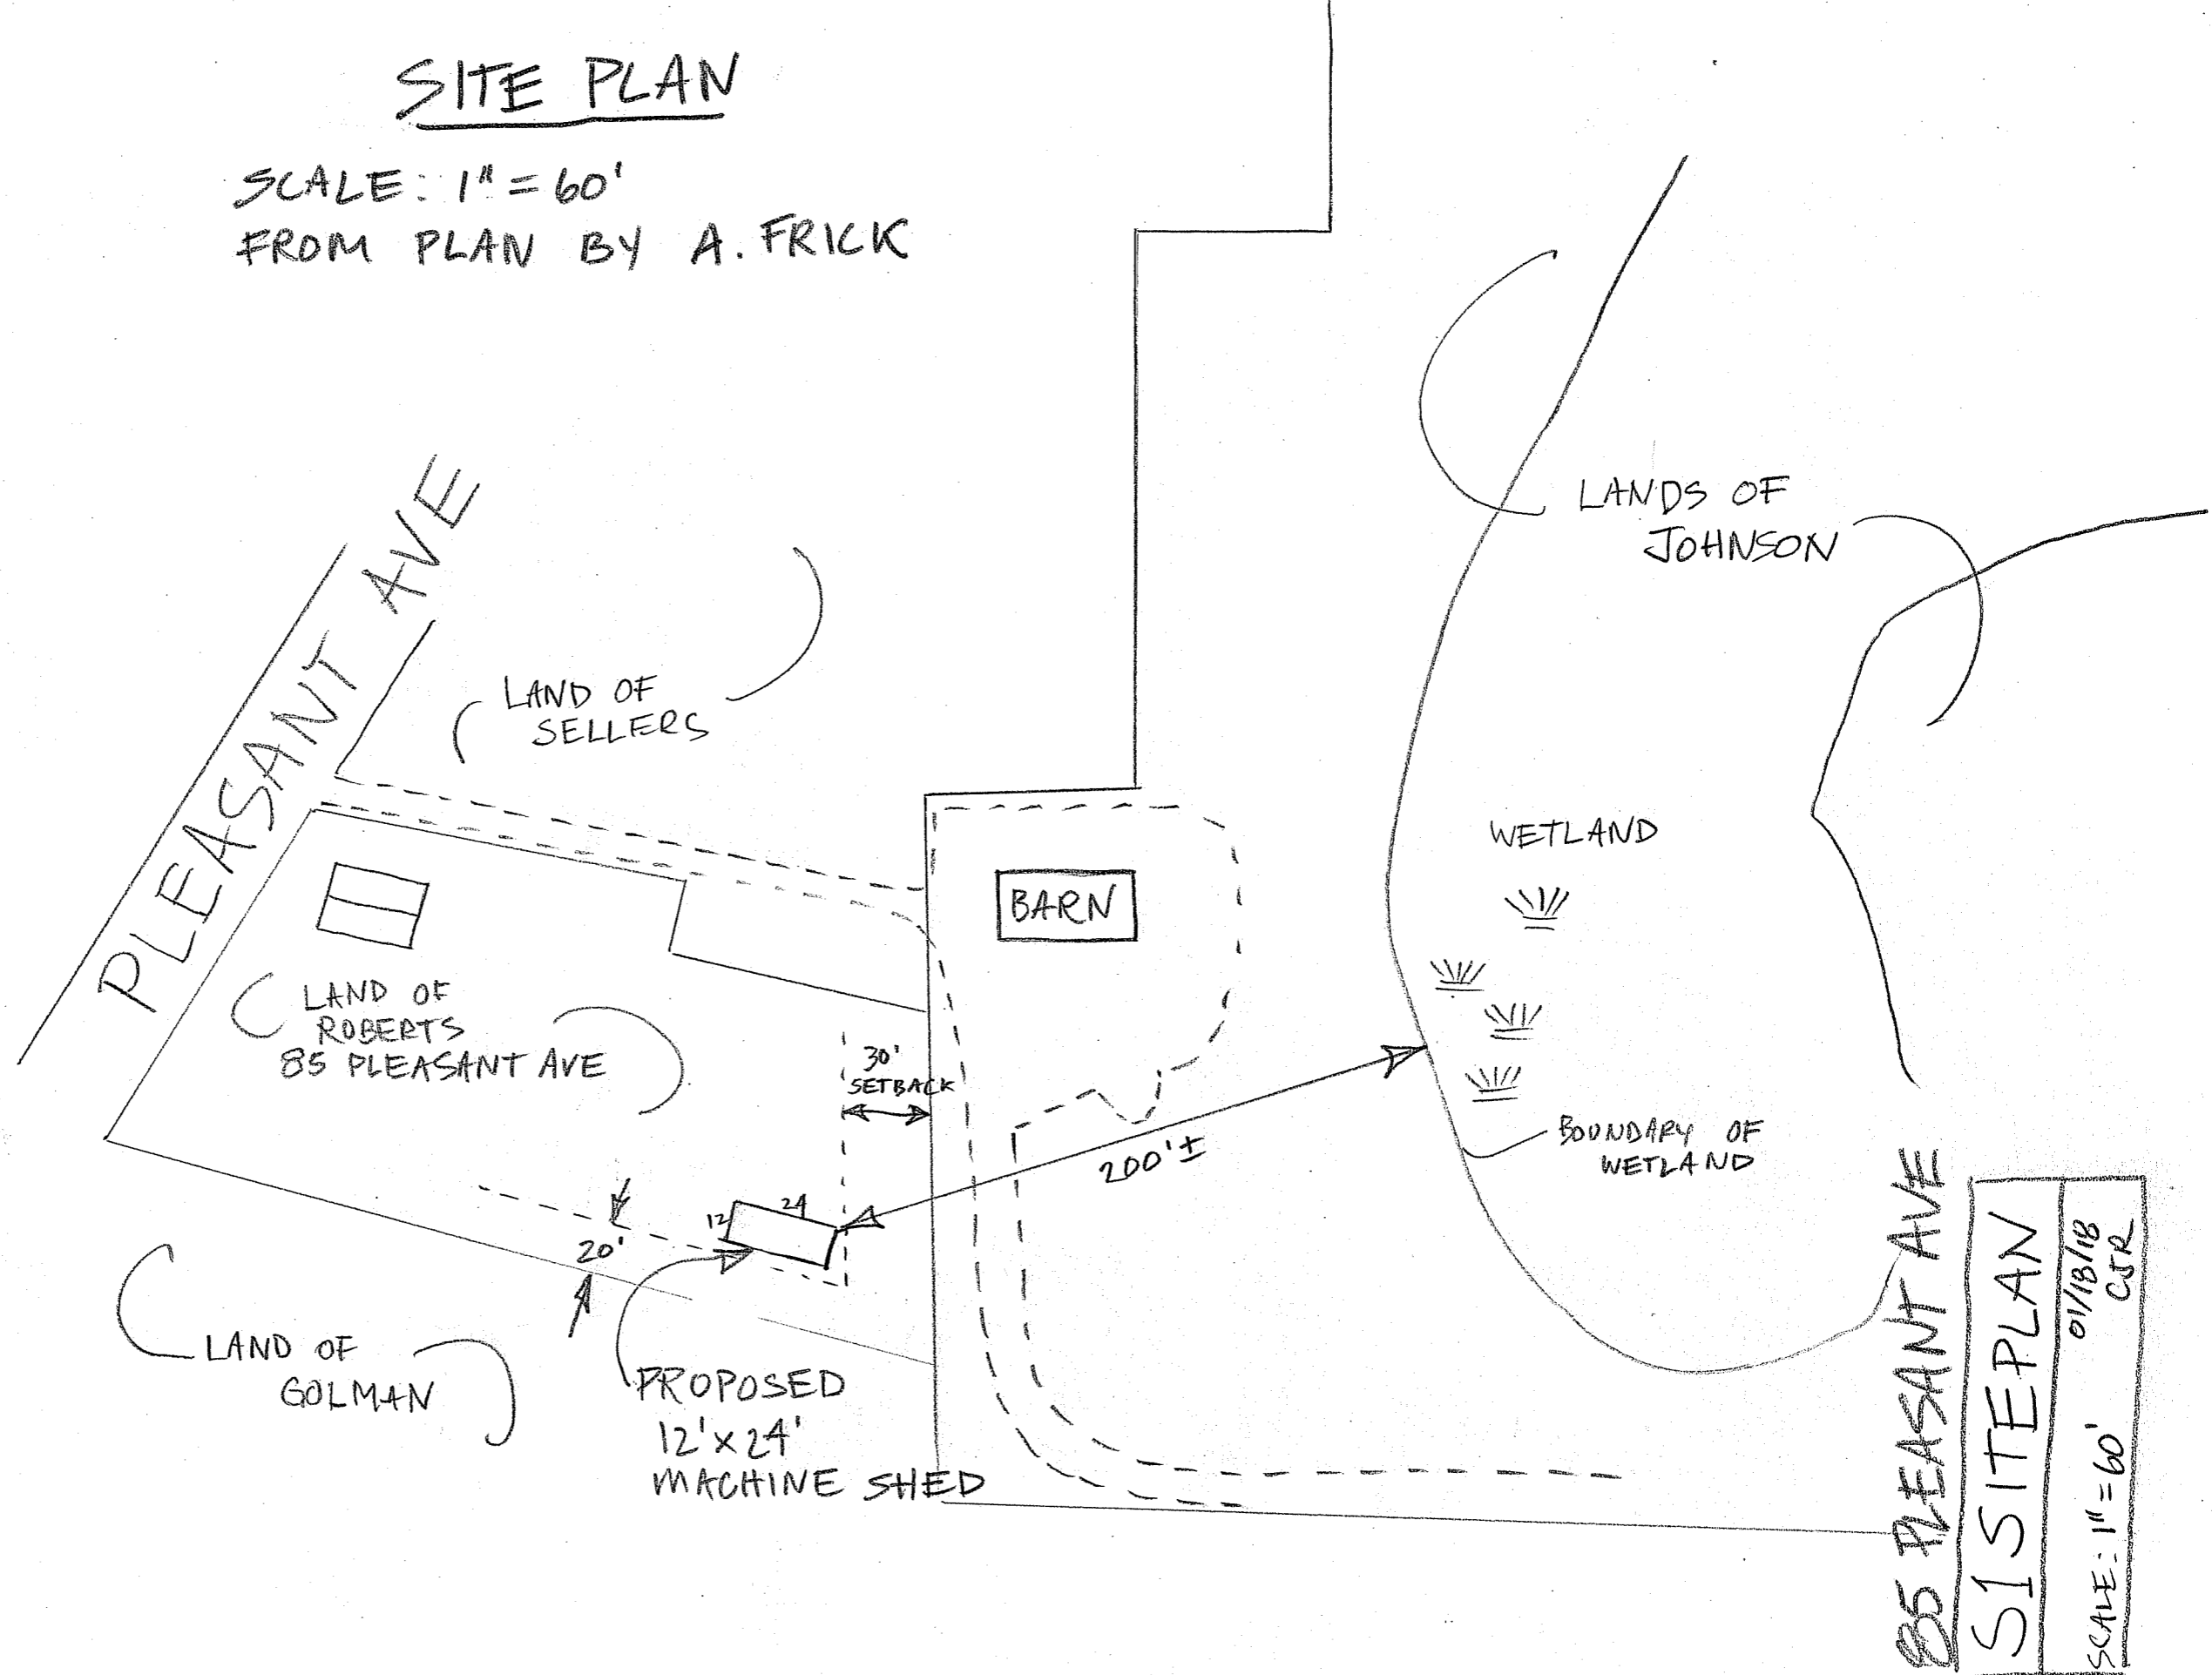 SITE PLAN
SCALE: 1" = 60'
FROM PLAN BY A. FRICK
PLEASANT AVE
LANDS OF
JOHNSON
LAND OF
SELLERS
WETLAND
BARN
LAND OF
ROBERTS
85 PLEASANT AVE
30'
SETBACK
200'±
BOUNDARY OF
WETLAND
24
12
20'
LAND OF
GOLMAN
PROPOSED
12'x24'
MACHINE SHED
85 PLEASANT AVE
S1 SITE PLAN
01/18/18
CJR
SCALE: 1" = 60'